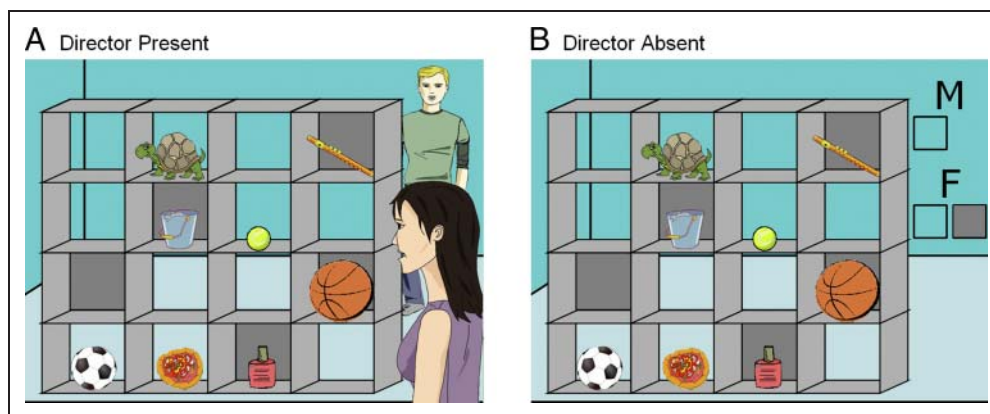 A Director Present
B Director Absent
M
F